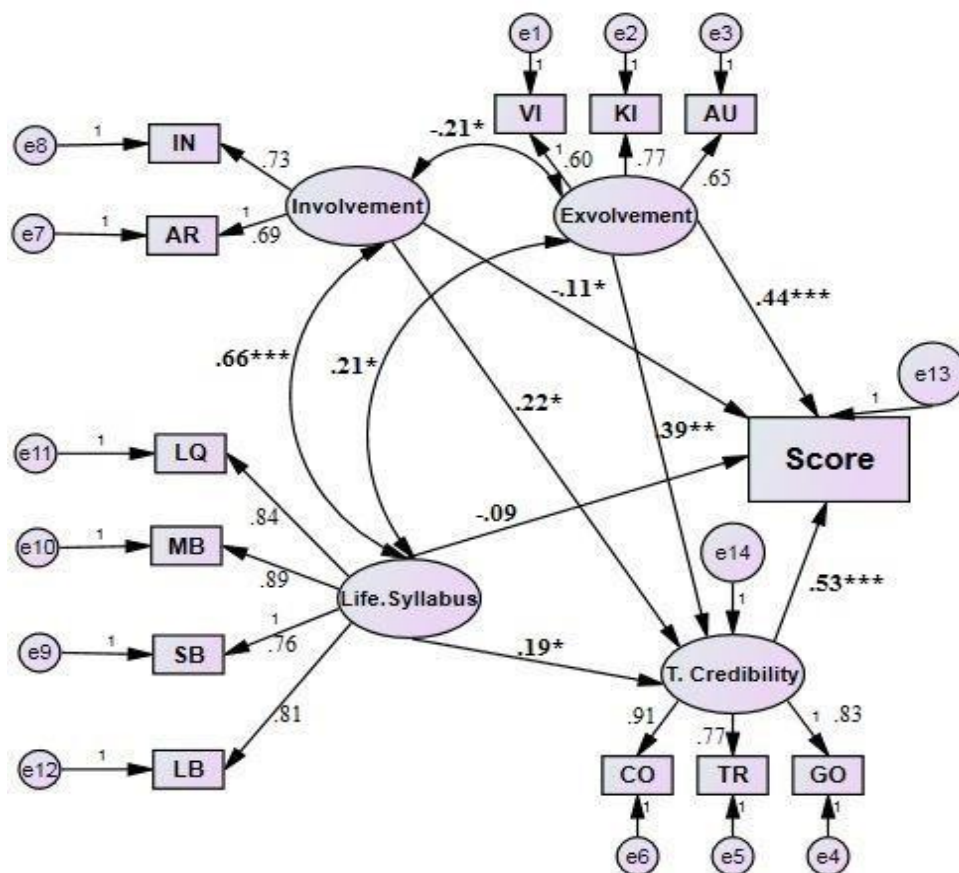 e1
e2
e3
1
1
1
VI
KI
AU
e8
1
IN
-.21*
1
.60
.77
.65
.73
Involvement
Exvolvement
e7
1
AR
1
.69
-.11*
.44***
.66***
.21*
e13
1
.22*
.39**
Score
e11
1
LQ
.84
-.09
e10
1
MB
.89
e14
1
.53***
Life.Syllabus
1
e9
1
SB
.76
.19*
T. Credibility
.81
.91
.77
1
.83
e12
1
LB
CO
TR
GO
1
1
1
e6
e5
e4